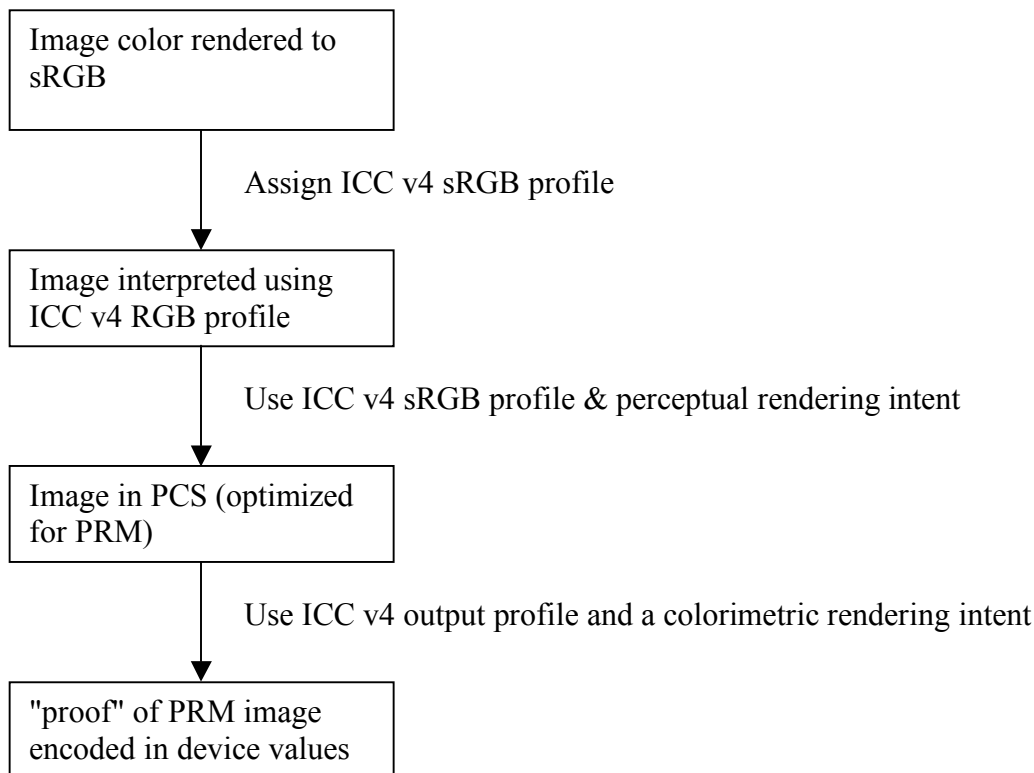 Image color rendered to
sRGB
Assign ICC v4 sRGB profile
Image interpreted using
ICC v4 RGB profile
Use ICC v4 sRGB profile & perceptual rendering intent
Image in PCS (optimized
for PRM)
Use ICC v4 output profile and a colorimetric rendering intent
"proof" of PRM image
encoded in device values